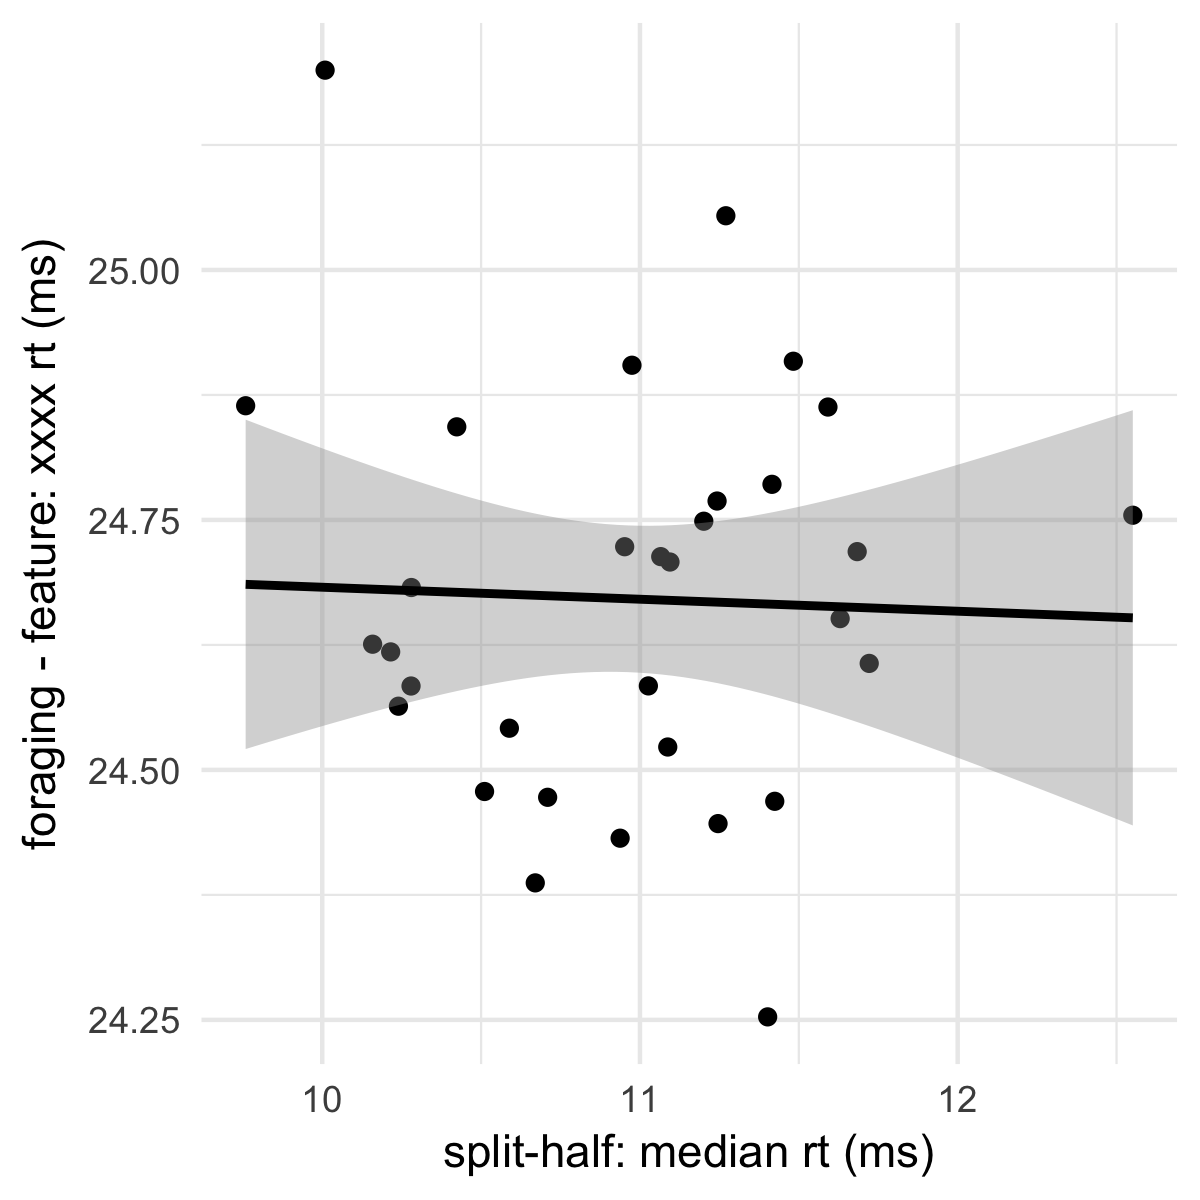 foraging - feature: xxxx rt (ms)
25.00
24.75
24.50
24.25
10 11 12
split-half: median rt (ms)